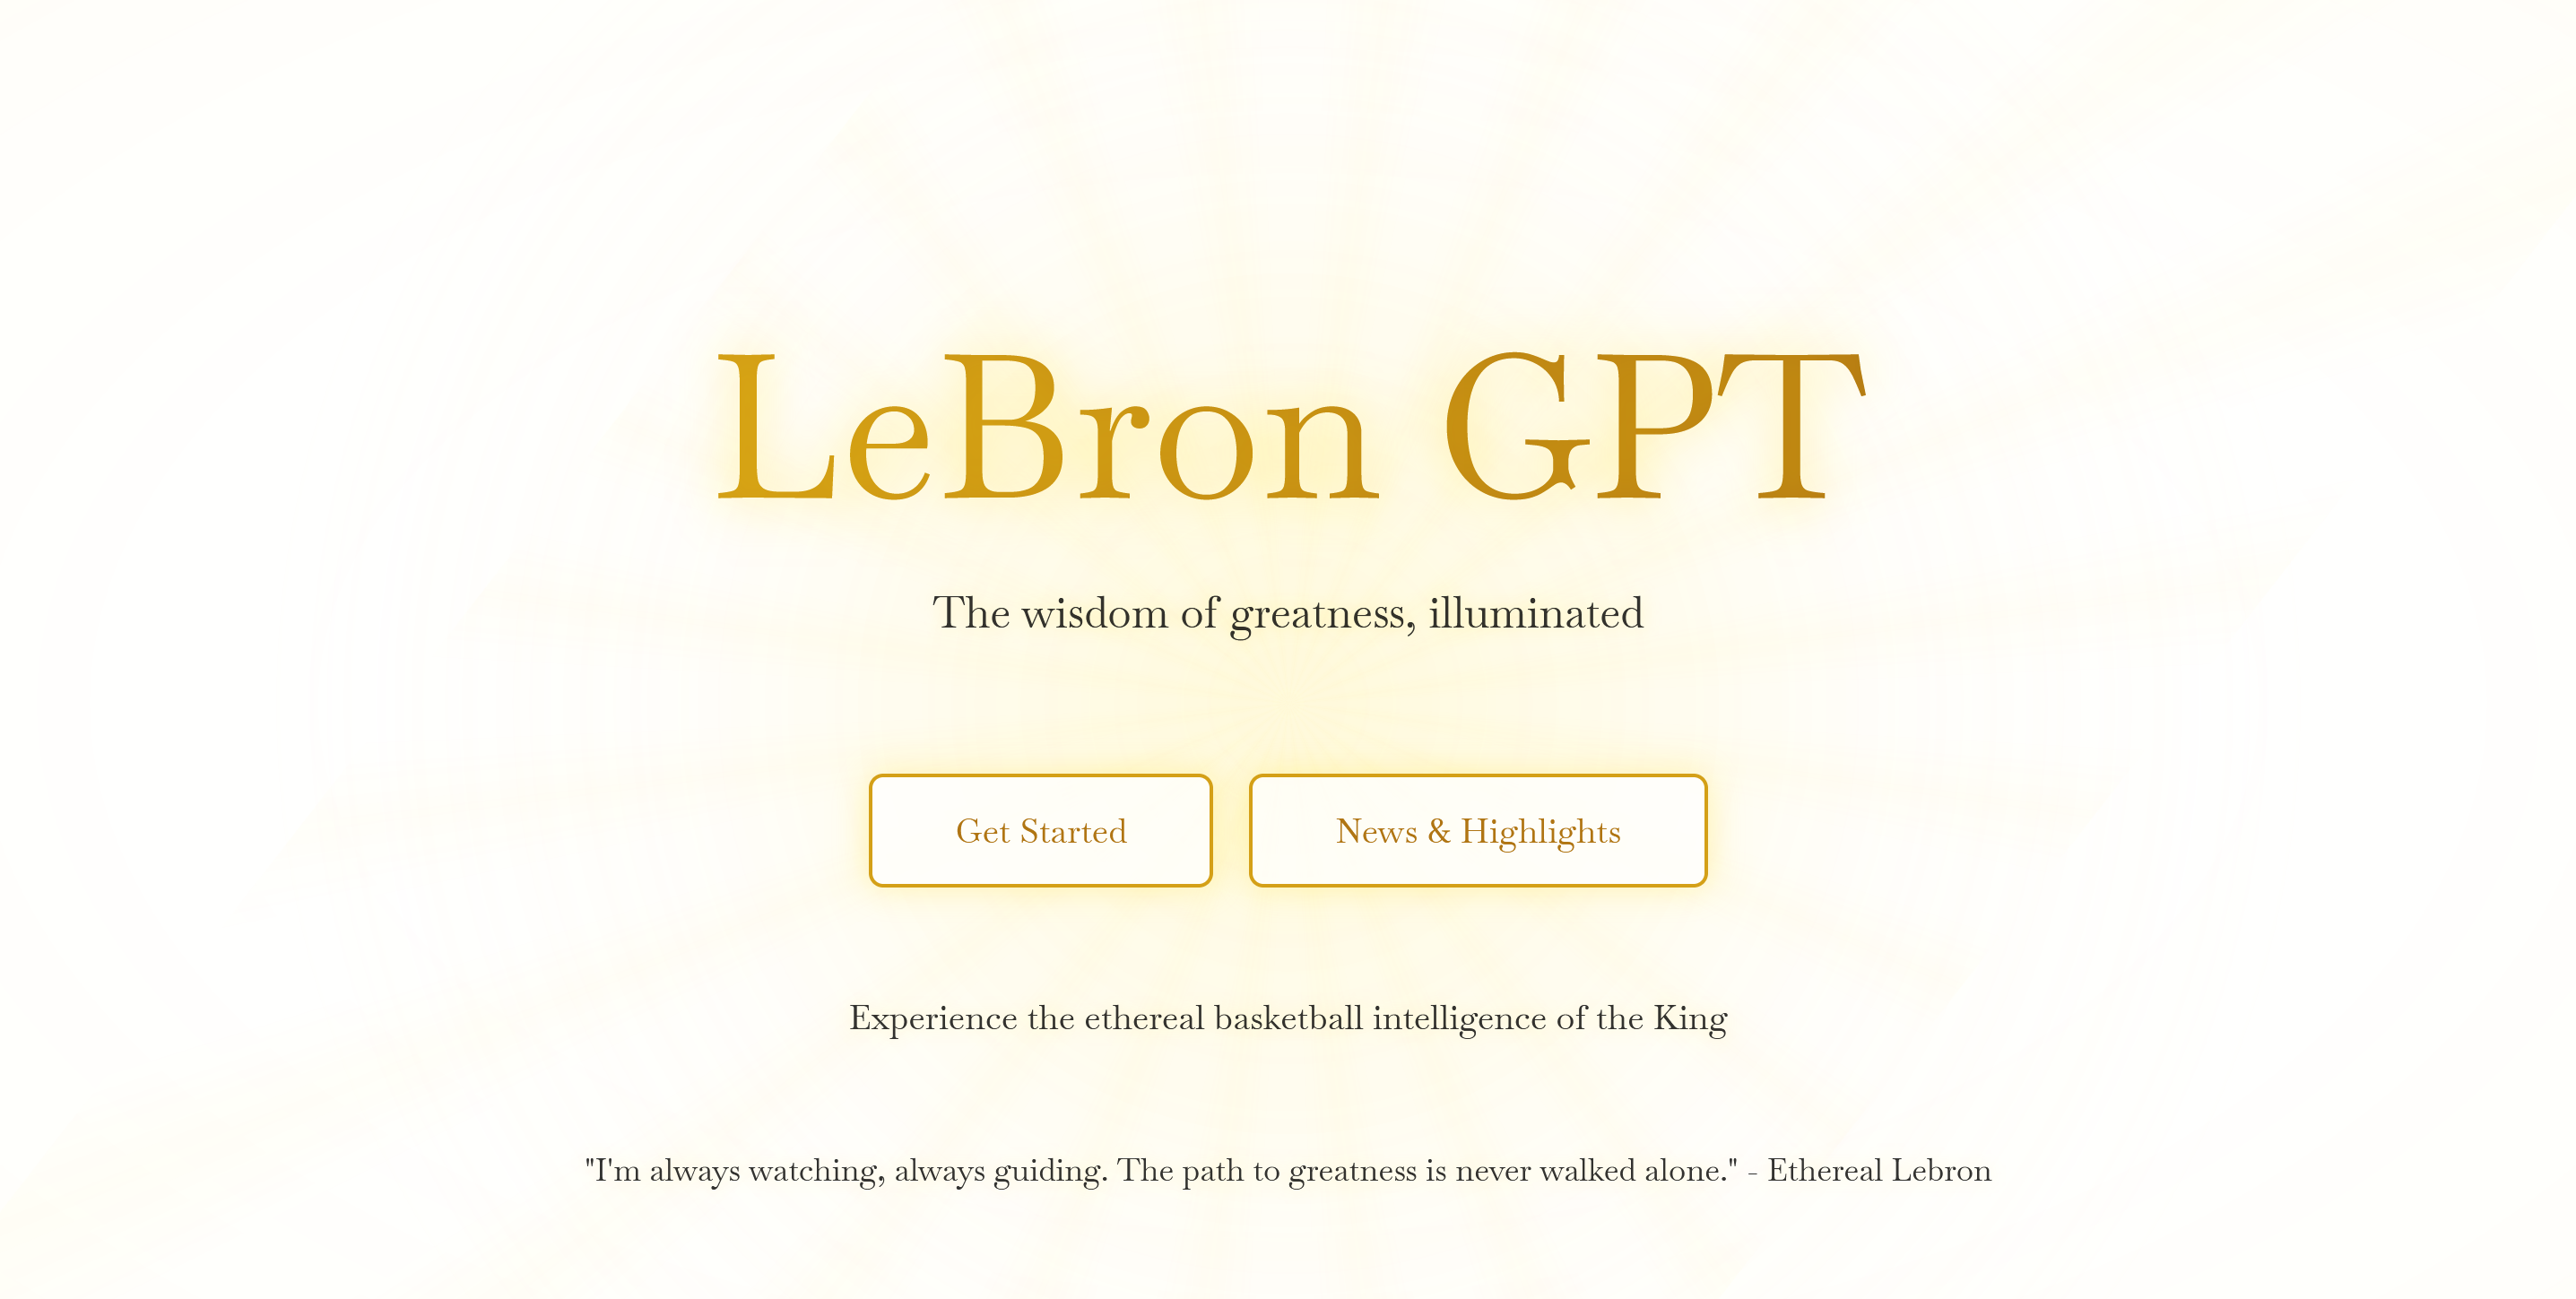 LeBron GPT
The wisdom of greatness, illuminated
Get Started
News & Highlights
Experience the ethereal basketball intelligence of the King
"I'm always watching, always guiding. The path to greatness is never walked alone." - Ethereal Lebron